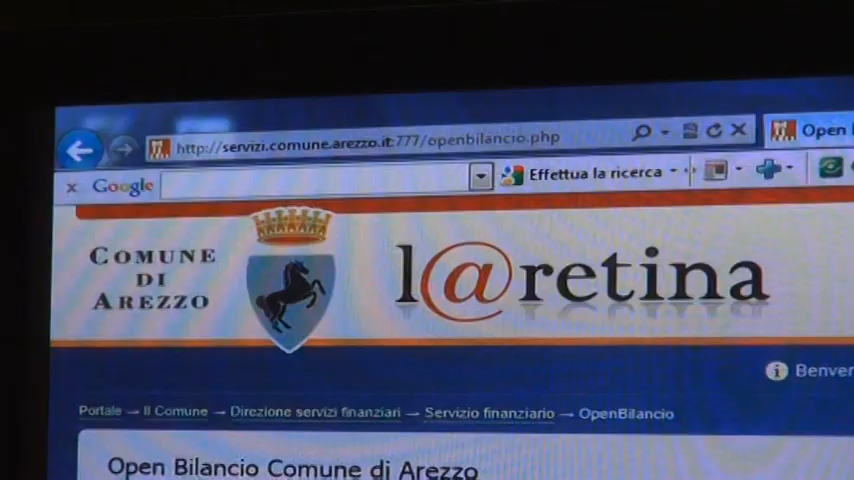 http://servizi.comune.arezzo.it:777/openbilancio.php
Open
x Google
Effettua la ricerca
COMUNE
DI
AREZZO
l@retina
Benver
Portale → Il Comune → Direzione servizi finanziari → Servizio finanziario → OpenBilancio
Open Bilancio Comune di Arezzo